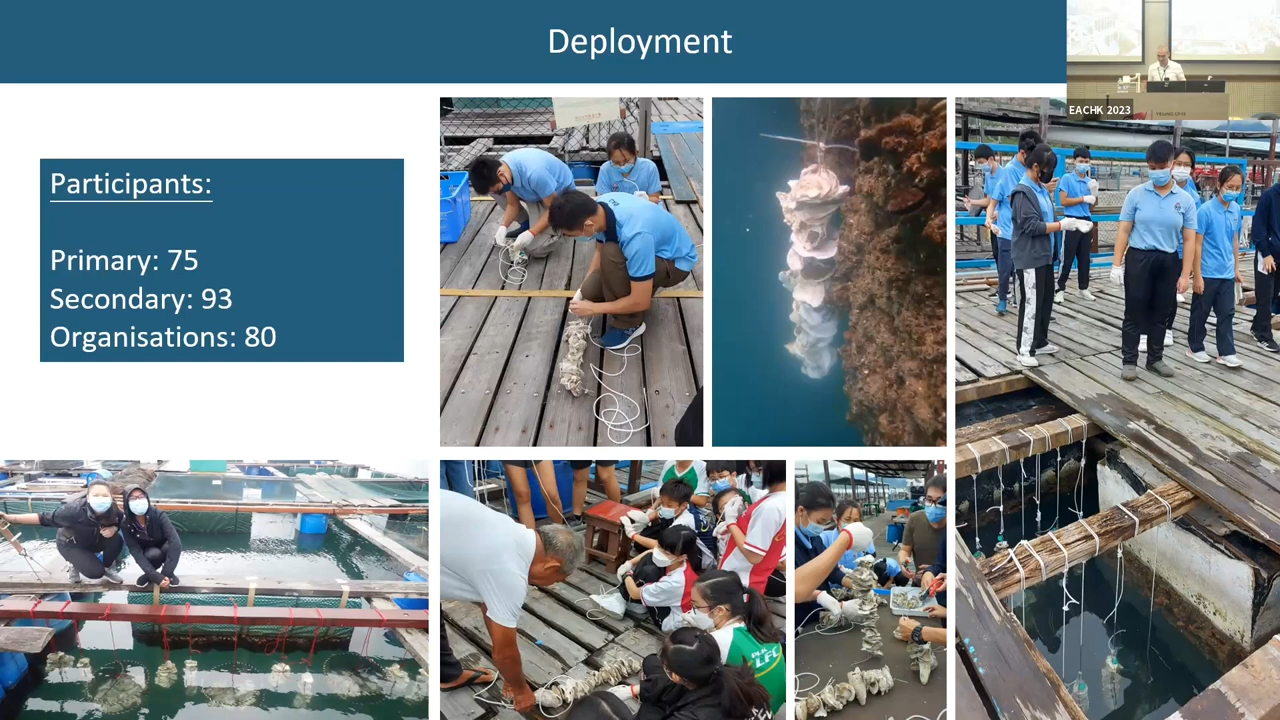 Deployment
EACHK 2023
Participants:
Primary: 75
Secondary: 93
Organisations: 80